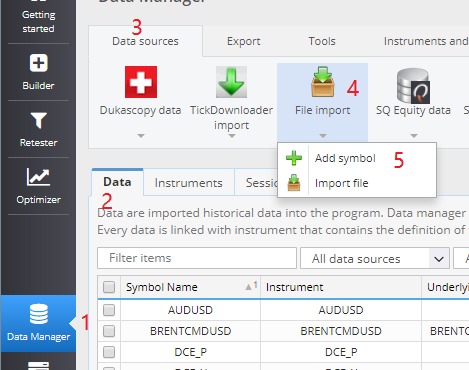 Data Manager
Getting
started
3
Data sources
Export
Tools
Instruments and
Builder
4
Dukascopy data
TickDownloader
import
File import
SQ Equity data
Retester
Add symbol
5
Import file
Optimizer
Data
Instruments
Sessi
2
Data are imported historical data into the program. Data manager
Every data is linked with instrument that contains the definition of
Filter items
All data sources
Symbol Name
1
Instrument
Underlyi
AUDUSD
AUDUSD
1
BRENTCMDUSD
BRENTCMDUSD
BRENTC
Data Manager
DCE_P
DCE_P